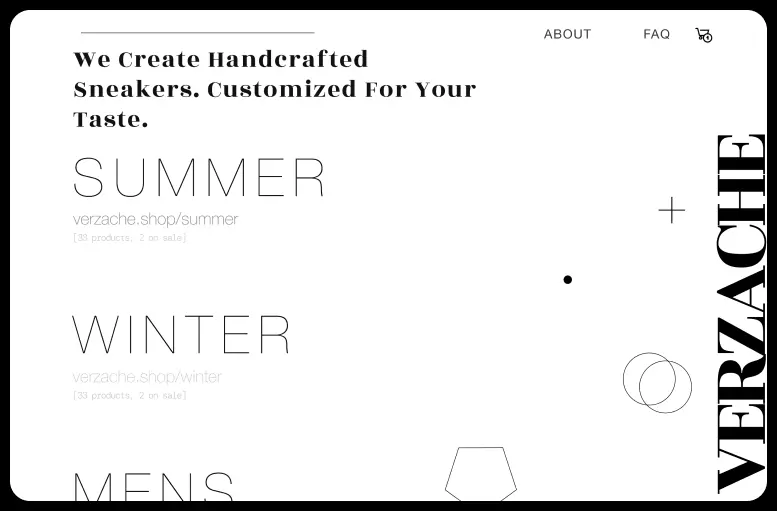 ABOUT FAQ
We Create Handcrafted
Sneakers. Customized For Your
Taste.
SUMMER
verzache.shop/summer
[33 products, 2 on sale]
WINTER
verzache.shop/winter
[33 products, 2 on sale]
MENS
VERZACHE